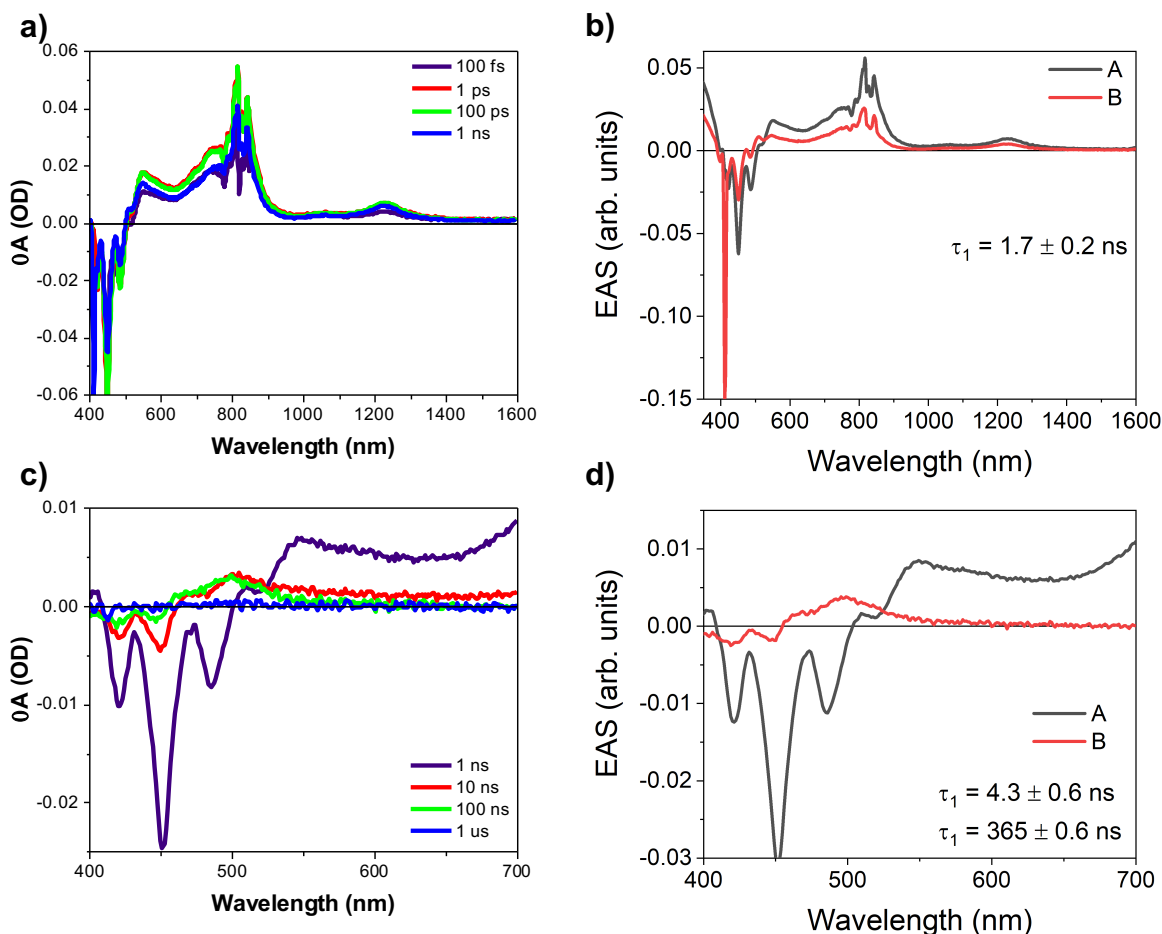 a)
0.06
0.04
0.02
0.00
-0.02
-0.04
-0.06
0A (OD)
100 fs
1 ps
100 ps
1 ns
400 600 800 1000 1200 1400 1600
Wavelength (nm)
b)
0.05
0.00
-0.05
-0.10
-0.15
EAS (arb. units)
A
B
τ1 = 1.7 ± 0.2 ns
400 600 800 1000 1200 1400 1600
Wavelength (nm)
c)
0.01
0.00
-0.01
-0.02
0A (OD)
1 ns
10 ns
100 ns
1 us
400 500 600 700
Wavelength (nm)
d)
0.01
0.00
-0.01
-0.02
-0.03
EAS (arb. units)
A
B
τ1 = 4.3 ± 0.6 ns
τ1 = 365 ± 0.6 ns
400 500 600 700
Wavelength (nm)